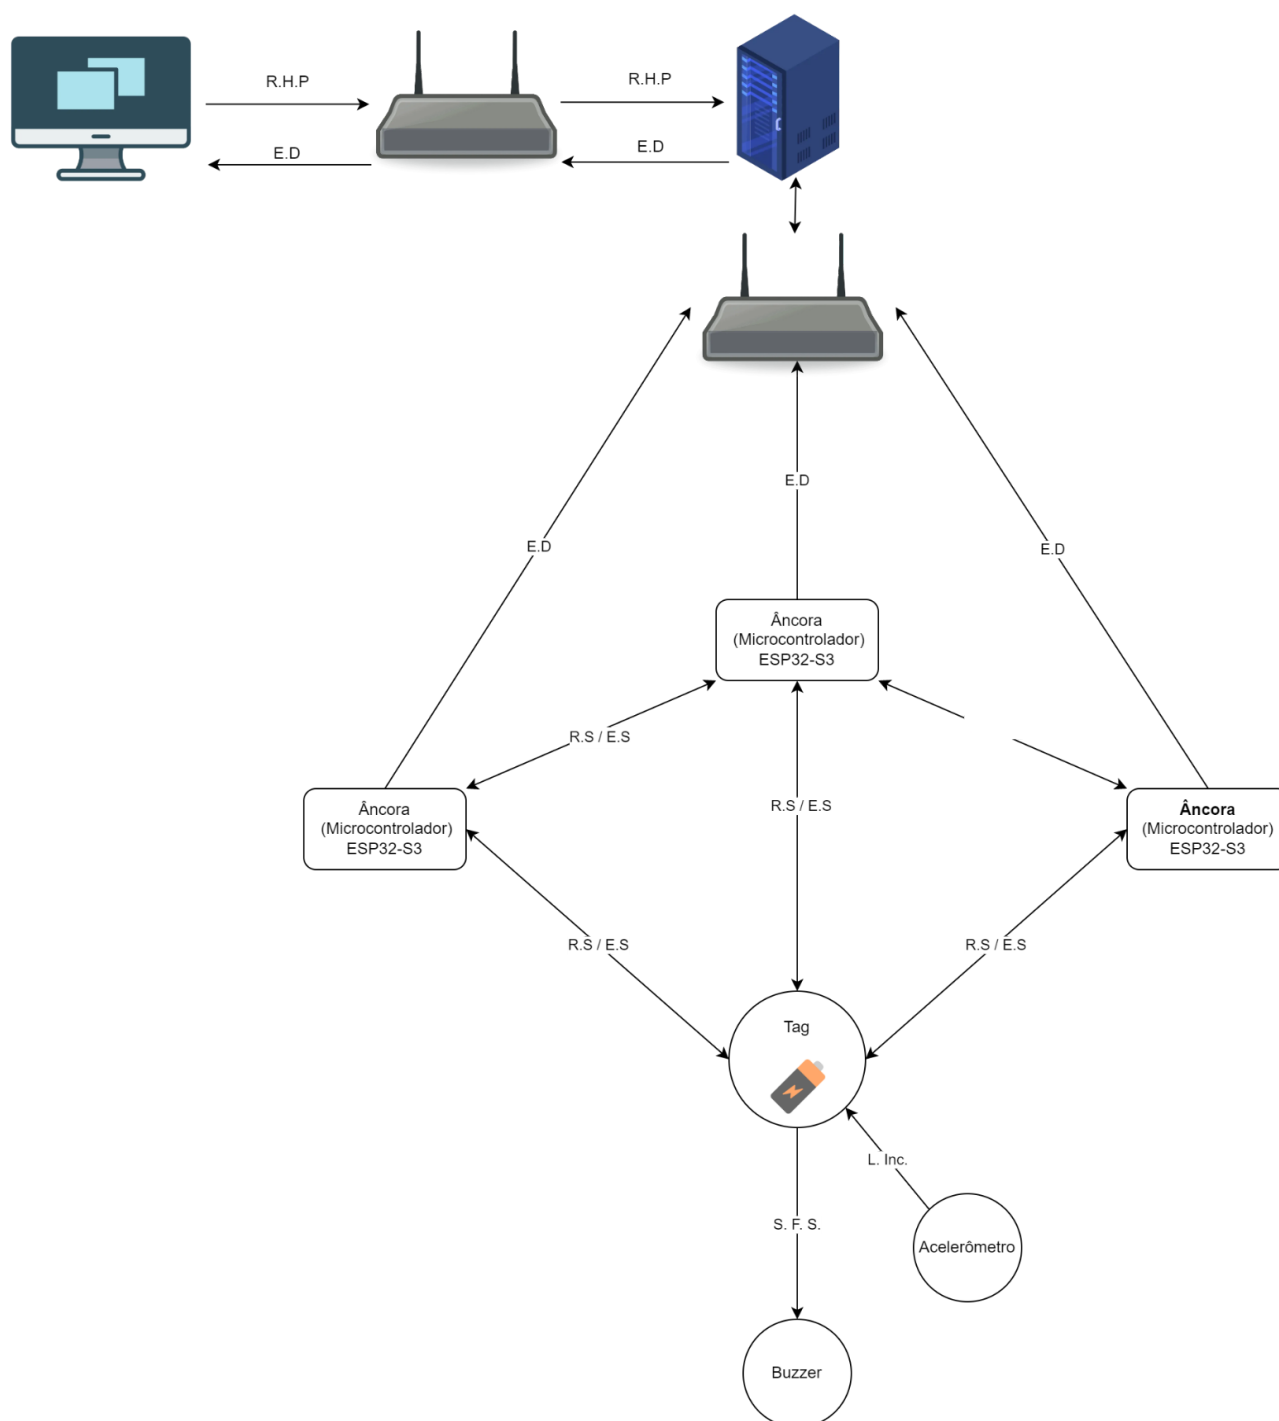 R.H.P
R.H.P
E.D
E.D
E.D
E.D
E.D
Âncora
(Microcontrolador)
ESP32-S3
R.S / E.S
R.S / E.S
Âncora
(Microcontrolador)
ESP32-S3
Âncora
(Microcontrolador)
ESP32-S3
R.S / E.S
R.S / E.S
Tag
L. Inc.
S. F. S.
Acelerômetro
Buzzer